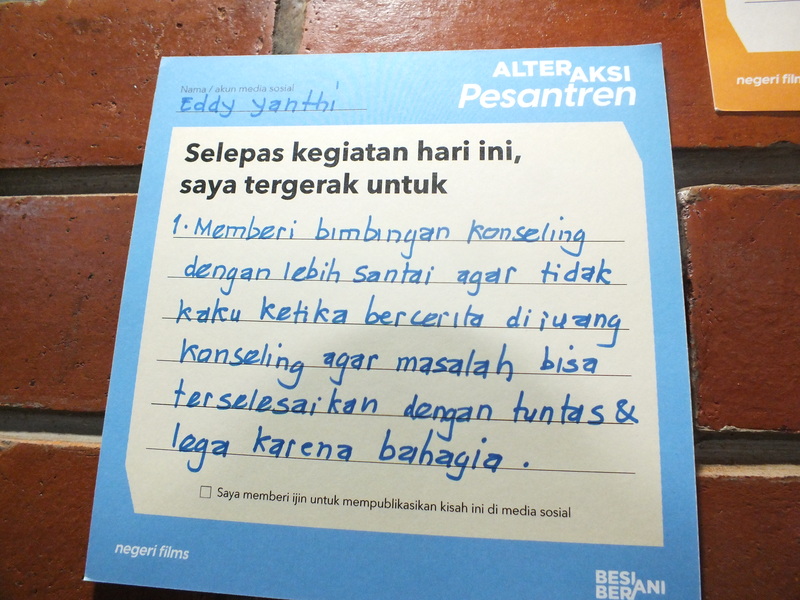 ALTERAKSI
Pesantren
Nama / akun media sosial
Eddy yanthi
Selepas kegiatan hari ini,
saya tergerak untuk
1. Memberi bimbingan konseling
dengan lebih santai agar tidak
kaku ketika bercerita di ruang
konseling agar masalah bisa
terselesaikan dengan tuntas &
lega karena bahagia.
Saya memberi ijin untuk mempublikasikan kisah ini di media sosial
negeri films
BESI
BERANI
negeri